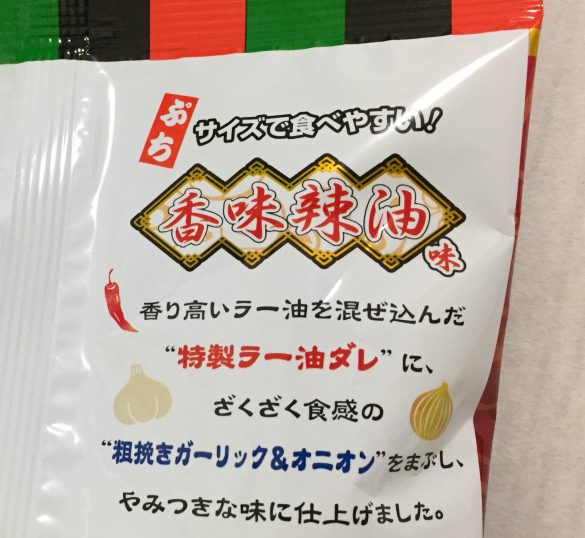 ぷち サイズで食べやすい!
香味辣油味
香り高いラー油を混ぜ込んだ
“特製ラー油ダレ”に、
ざくざく食感の
“粗挽きガーリック&オニオン”をまぶし、
やみつきな味に仕上げました。